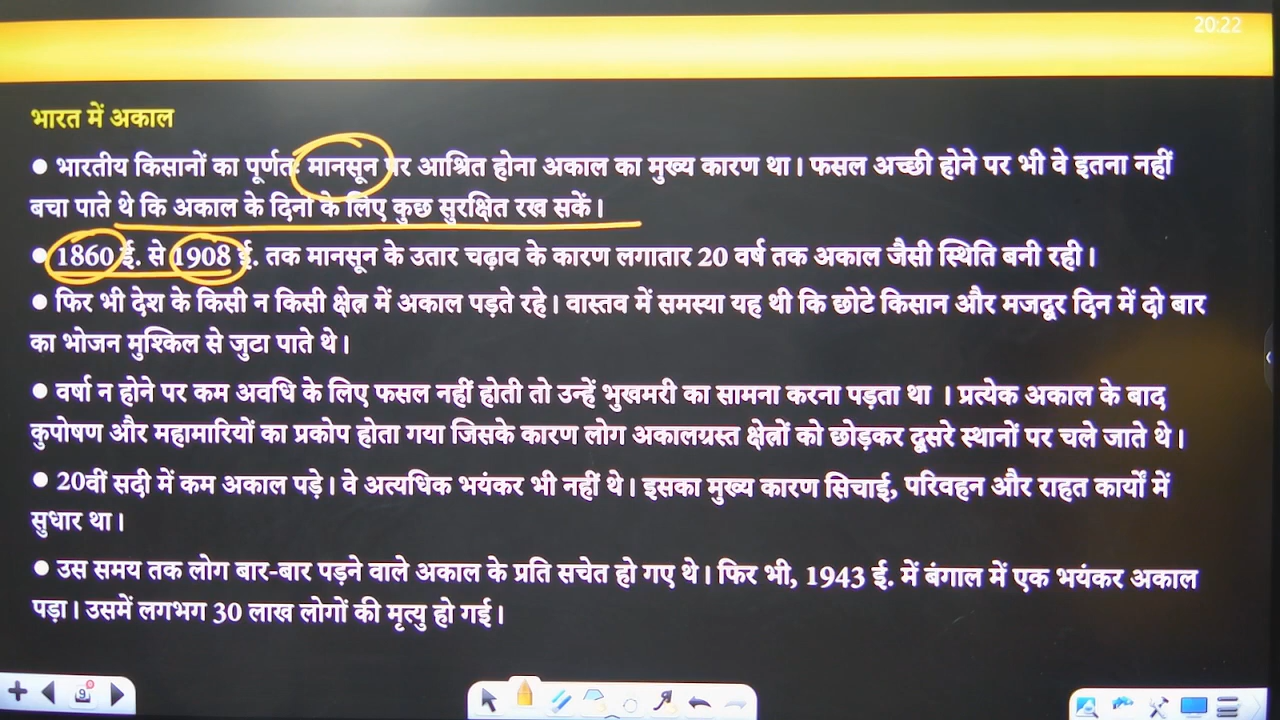 20:22
भारत में अकाल
● भारतीय किसानों का पूर्णतः मानसून पर आश्रित होना अकाल का मुख्य कारण था। फसल अच्छी होने पर भी वे इतना नहीं
बचा पाते थे कि अकाल के दिनों के लिए कुछ सुरक्षित रख सकें।
● 1860 ई. से 1908 ई. तक मानसून के उतार चढ़ाव के कारण लगातार 20 वर्ष तक अकाल जैसी स्थिति बनी रही।
● फिर भी देश के किसी न किसी क्षेत्र में अकाल पड़ते रहे। वास्तव में समस्या यह थी कि छोटे किसान और मजदूर दिन में दो बार
का भोजन मुश्किल से जुटा पाते थे।
● वर्षा न होने पर कम अवधि के लिए फसल नहीं होती तो उन्हें भुखमरी का सामना करना पड़ता था । प्रत्येक अकाल के बाद
कुपोषण और महामारियों का प्रकोप होता गया जिसके कारण लोग अकालग्रस्त क्षेत्रों को छोड़कर दूसरे स्थानों पर चले जाते थे।
● 20वीं सदी में कम अकाल पड़े। वे अत्यधिक भयंकर भी नहीं थे। इसका मुख्य कारण सिचाई, परिवहन और राहत कार्यों में
सुधार था।
● उस समय तक लोग बार-बार पड़ने वाले अकाल के प्रति सचेत हो गए थे। फिर भी, 1943 ई. में बंगाल में एक भयंकर अकाल
पड़ा। उसमें लगभग 30 लाख लोगों की मृत्यु हो गई।
9